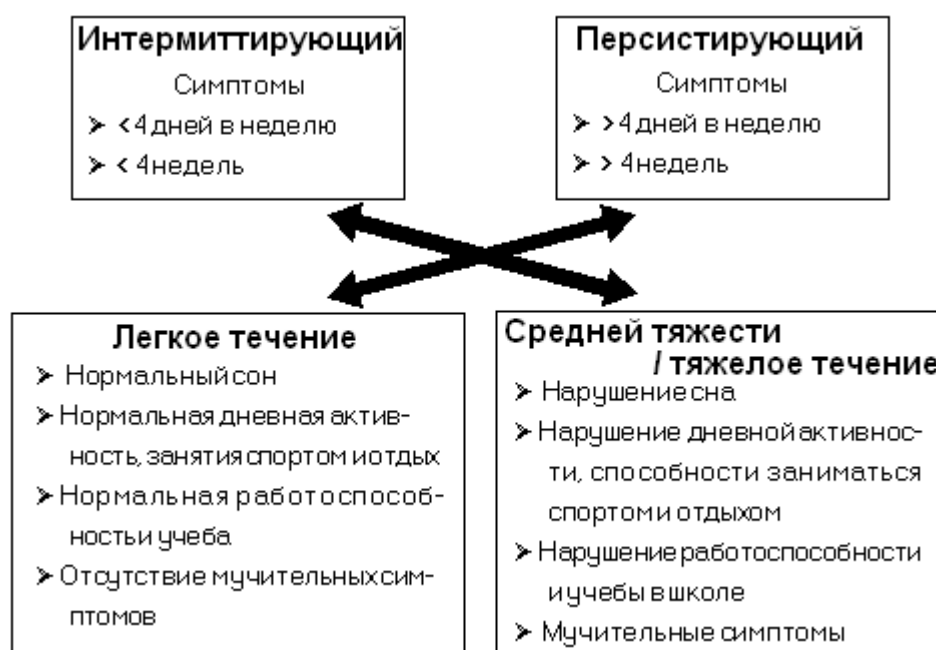 Интермиттирующий
Симптомы
➢ < 4 дней в неделю
➢ < 4 недель
Персистирующий
Симптомы
➢ > 4 дней в неделю
➢ > 4 недель
Легкое течение
➢ Нормальный сон
➢ Нормальная дневная актив-
ность, занятия спортом и отдых
➢ Нормальная работоспособ-
ность и учеба
➢ Отсутствие мучительных сим-
птомов
Средней тяжести
/ тяжелое течение
➢ Нарушение сна
➢ Нарушение дневной активнос-
ти, способности заниматься
спортом и отдыхом
➢ Нарушение работоспособности
и учебы в школе
➢ Мучительные симптомы